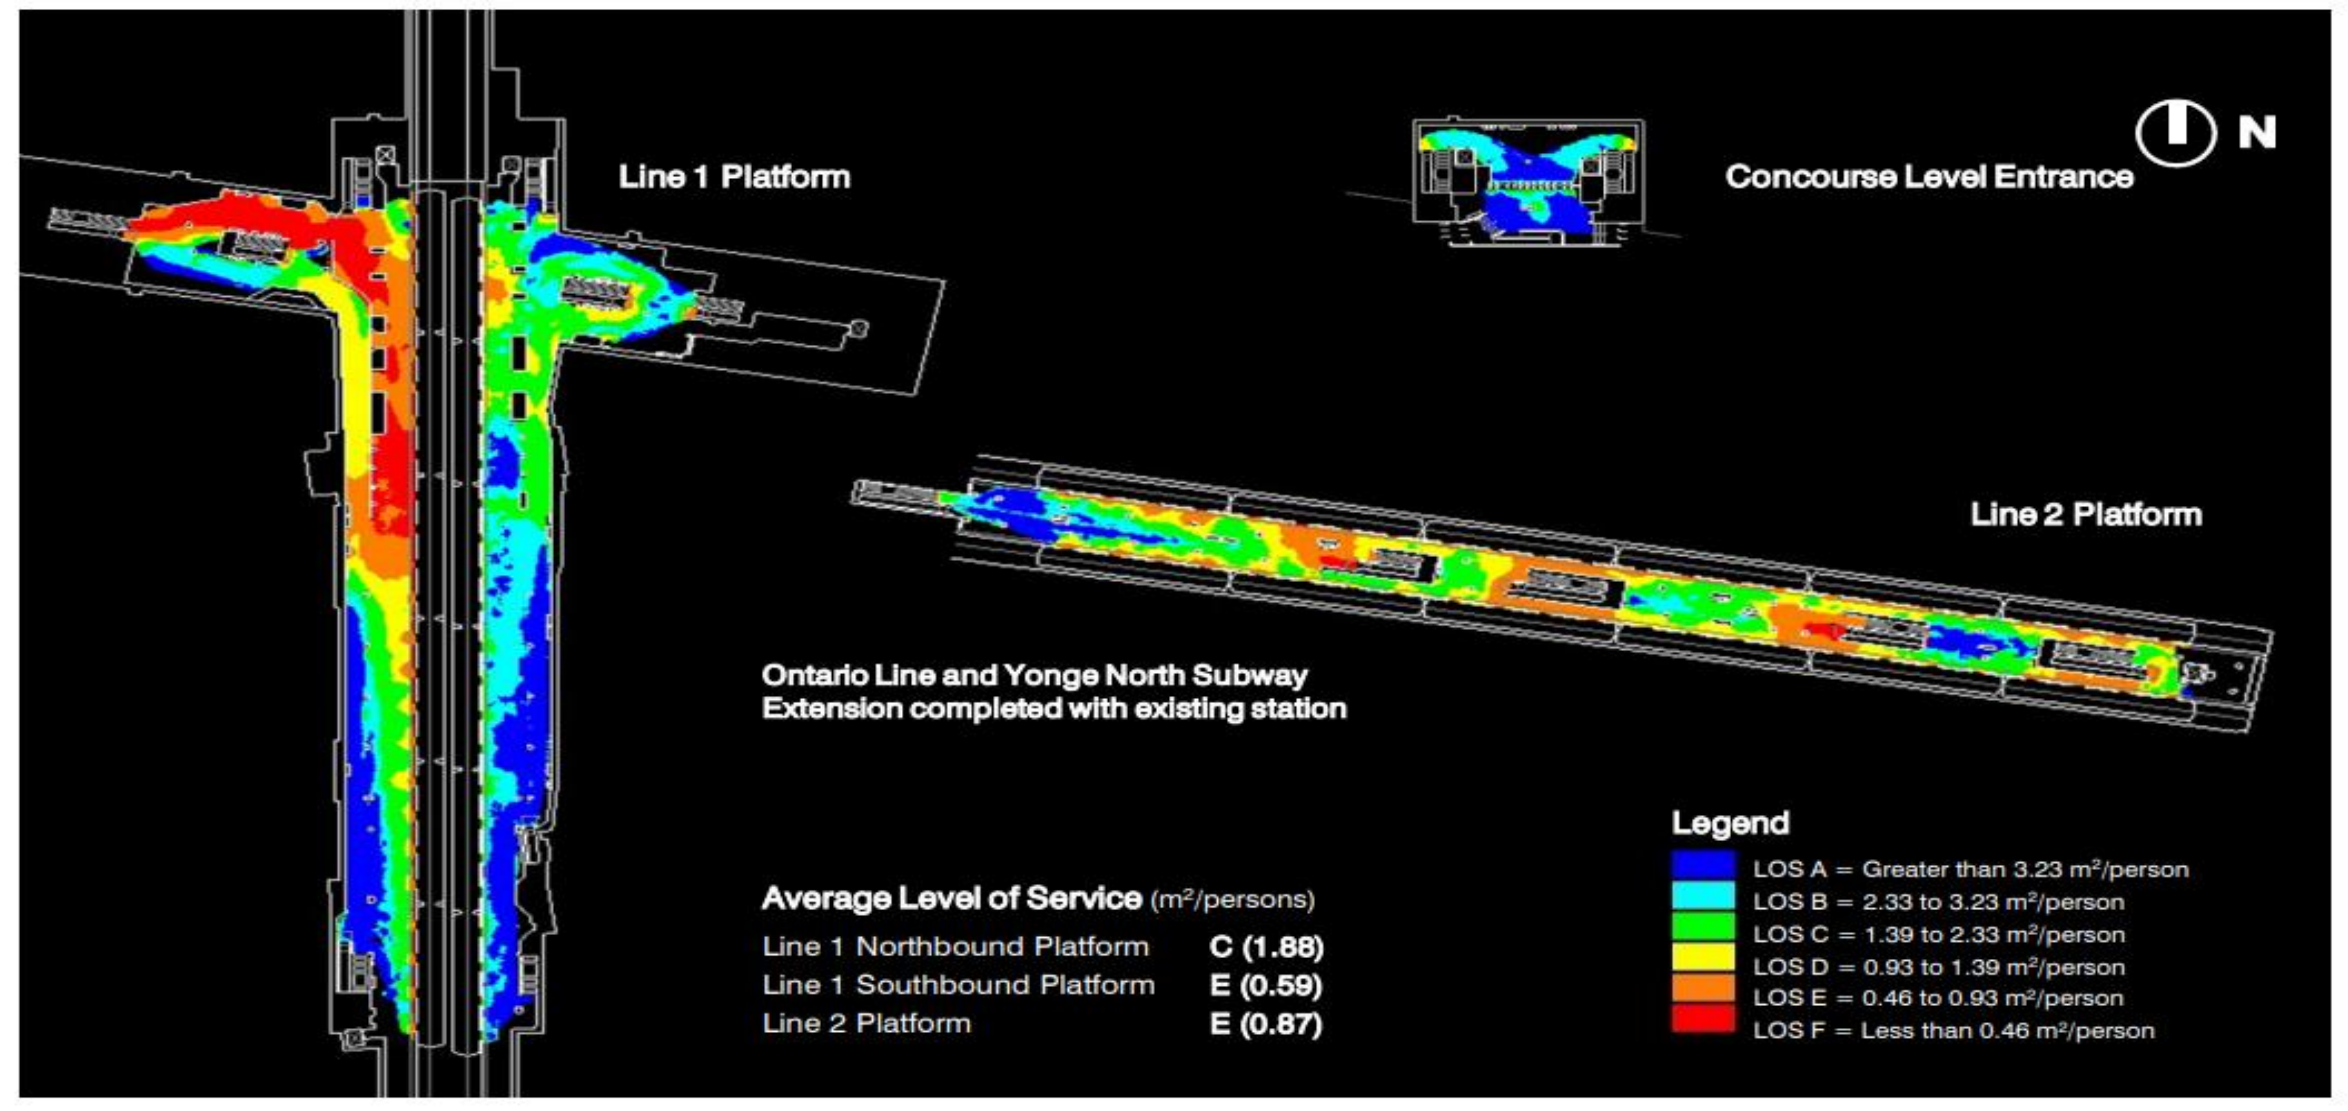 Line 1 Platform
Concourse Level Entrance
N
Line 2 Platform
Ontario Line and Yonge North Subway
Extension completed with existing station
Average Level of Service (m²/persons)
Line 1 Northbound Platform C (1.88)
Line 1 Southbound Platform E (0.59)
Line 2 Platform E (0.87)
Legend
LOS A = Greater than 3.23 m²/person
LOS B = 2.33 to 3.23 m²/person
LOS C = 1.39 to 2.33 m²/person
LOS D = 0.93 to 1.39 m²/person
LOS E = 0.46 to 0.93 m²/person
LOS F = Less than 0.46 m²/person